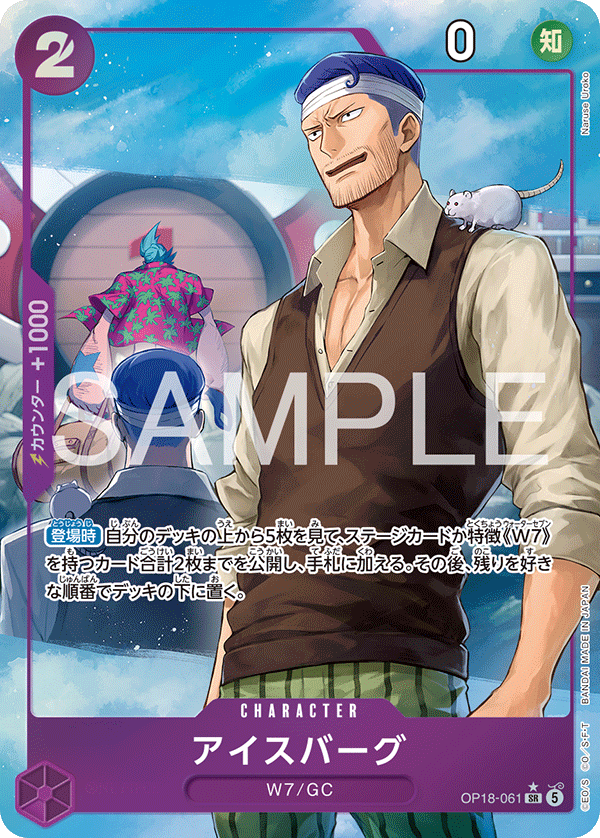 2
0
知
Naruse Uroko
カウンター +1000
SAMPLE
登場時 自分のデッキの上から5枚を見て、ステージカードか特徴《W7》
を持つカード合計2枚までを公開し、手札に加える。その後、残りを好き
な順番でデッキの下に置く。
©E.O/S ©O/S・F・T BANDAI MADE IN JAPAN
CHARACTER
アイスバーグ
W7/GC
OP18-061 ★ SR 5